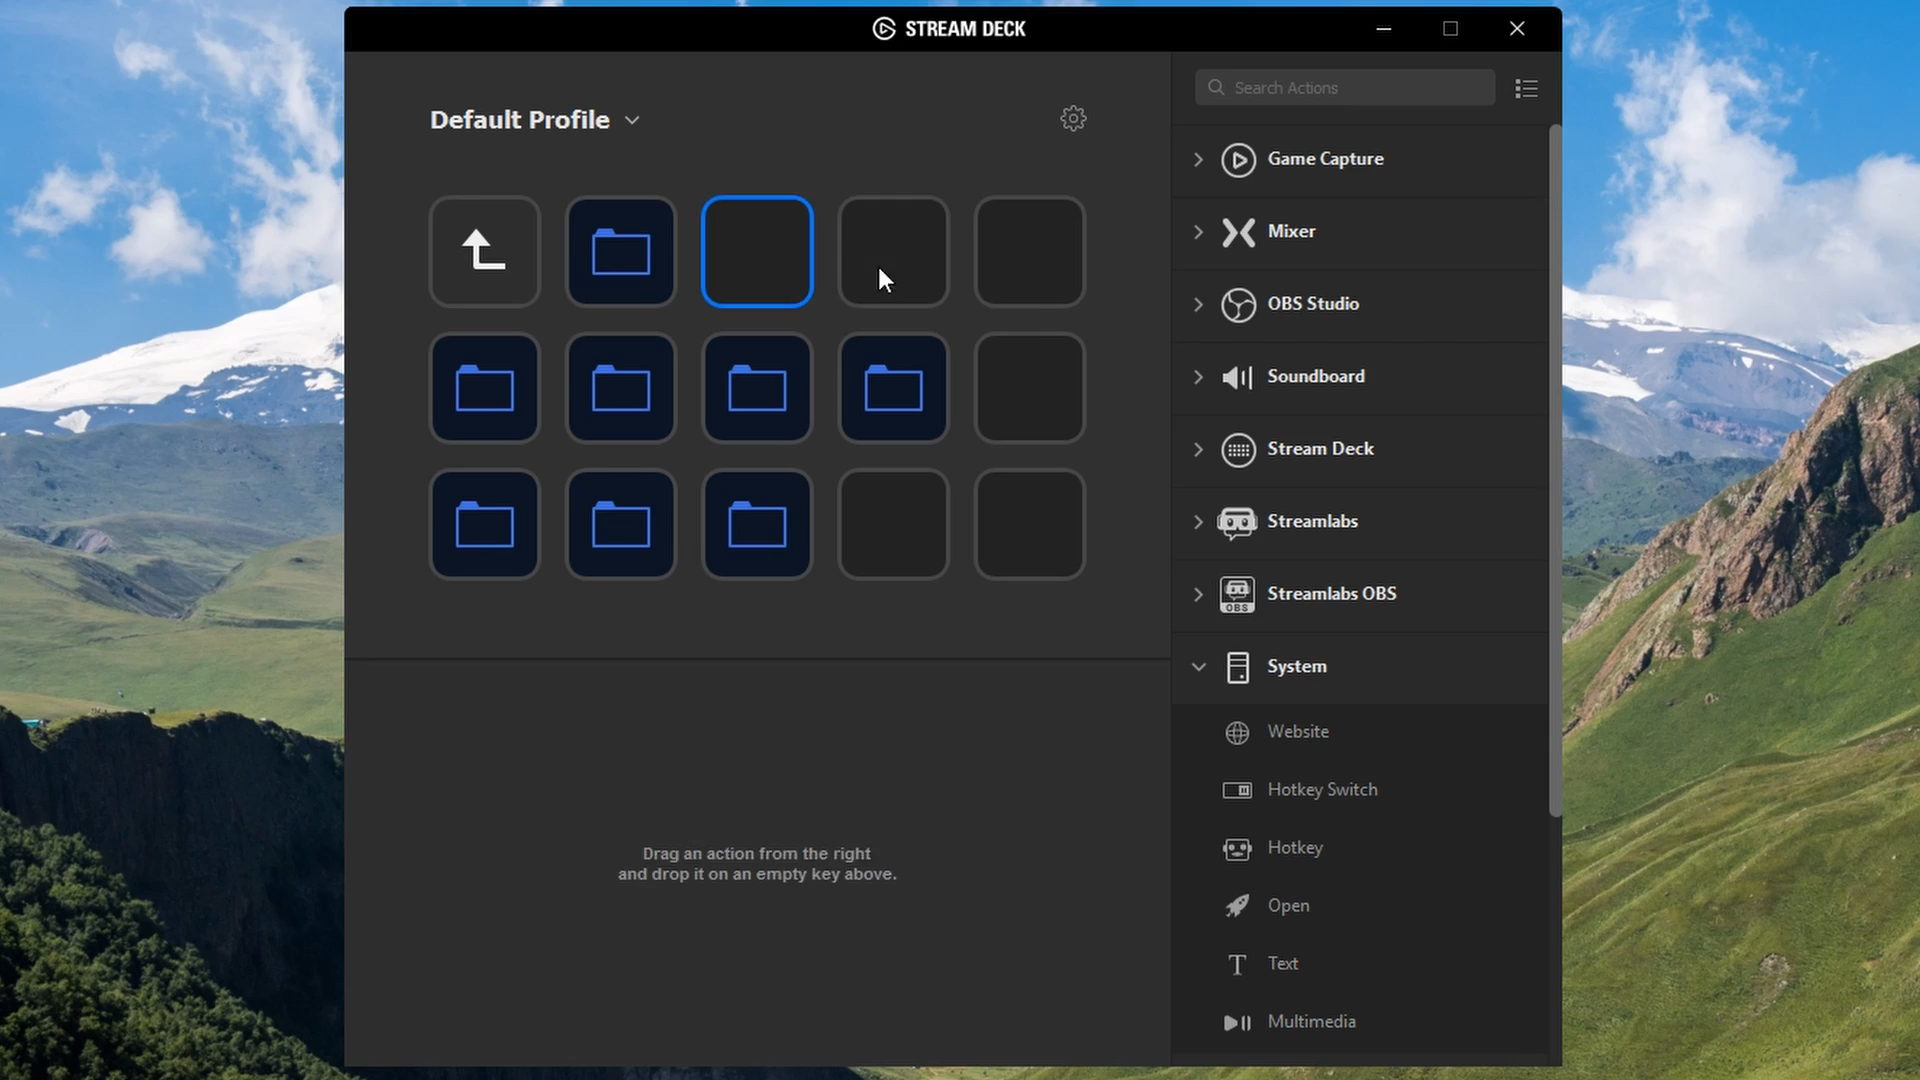 STREAM DECK
Default Profile
Search Actions
Game Capture
Mixer
OBS Studio
Soundboard
Stream Deck
Streamlabs
OBS
Streamlabs OBS
System
Website
Hotkey Switch
Hotkey
Open
T Text
Multimedia
Drag an action from the right
and drop it on an empty key above.